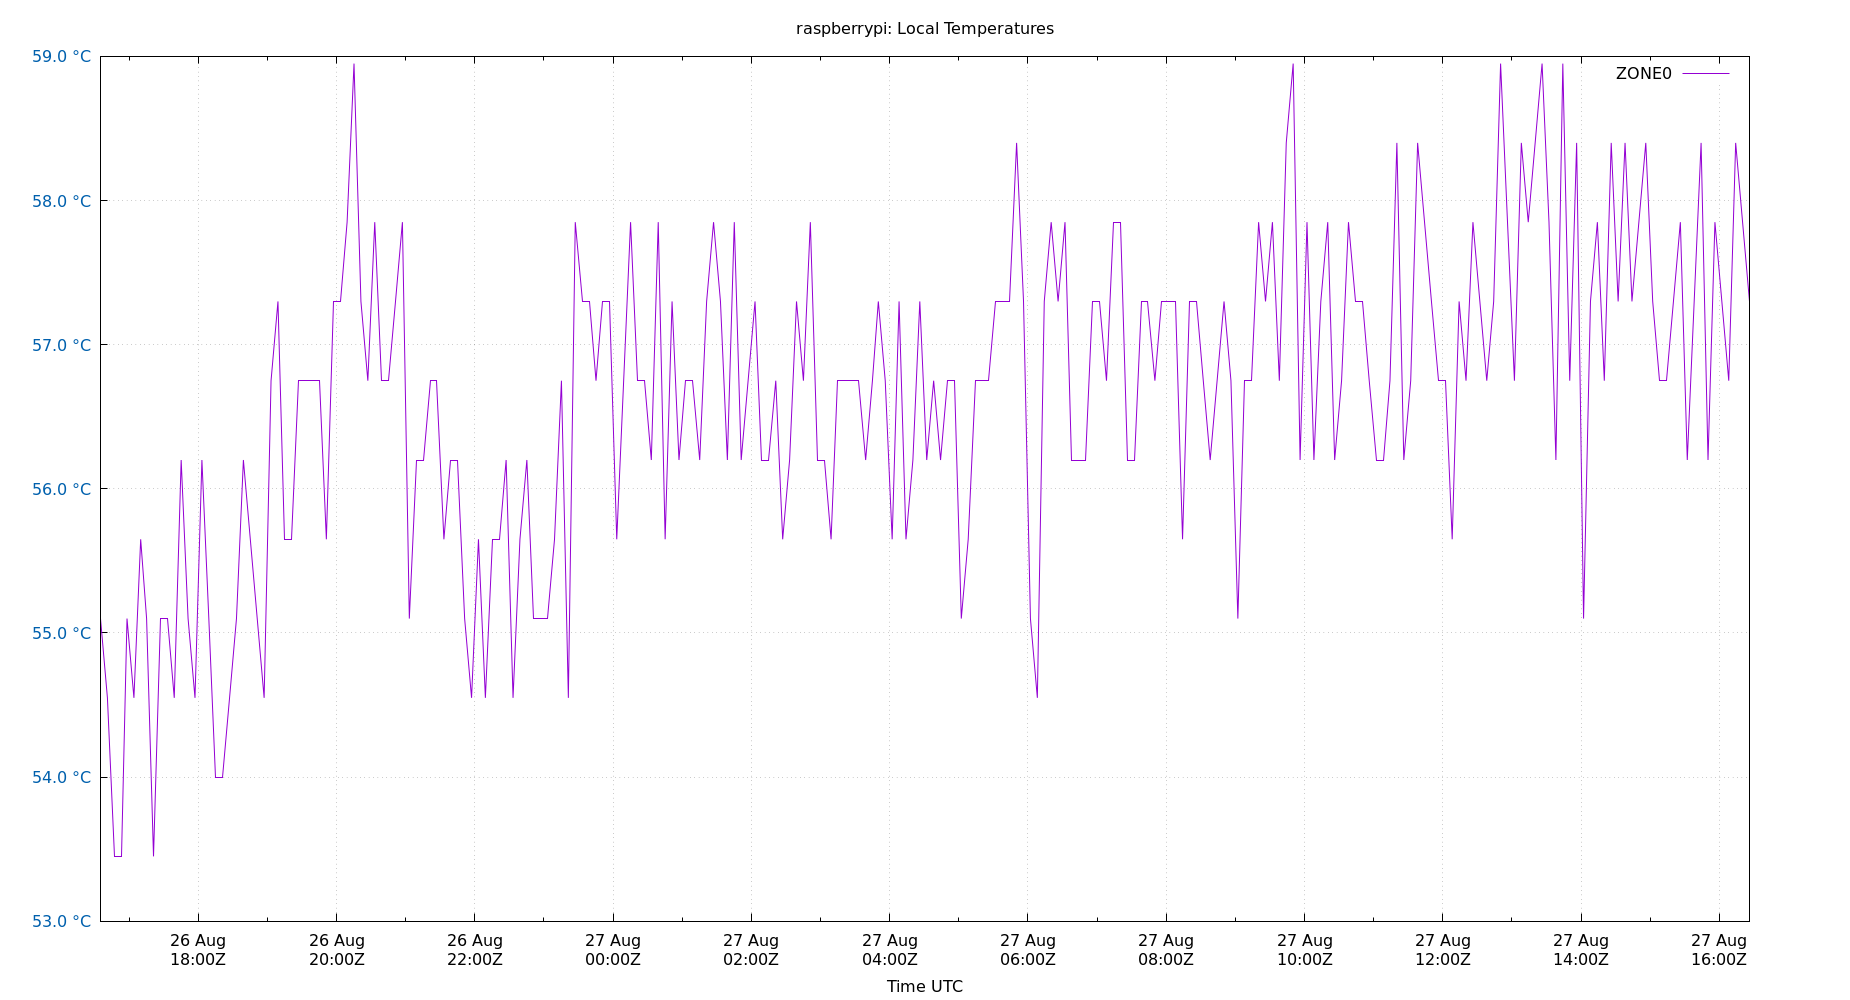 raspberrypi: Local Temperatures
ZONE0
59.0 °C
58.0 °C
57.0 °C
56.0 °C
55.0 °C
54.0 °C
53.0 °C
26 Aug 26 Aug 26 Aug 27 Aug 27 Aug 27 Aug 27 Aug 27 Aug 27 Aug 27 Aug 27 Aug 27 Aug
18:00Z 20:00Z 22:00Z 00:00Z 02:00Z 04:00Z 06:00Z 08:00Z 10:00Z 12:00Z 14:00Z 16:00Z
Time UTC